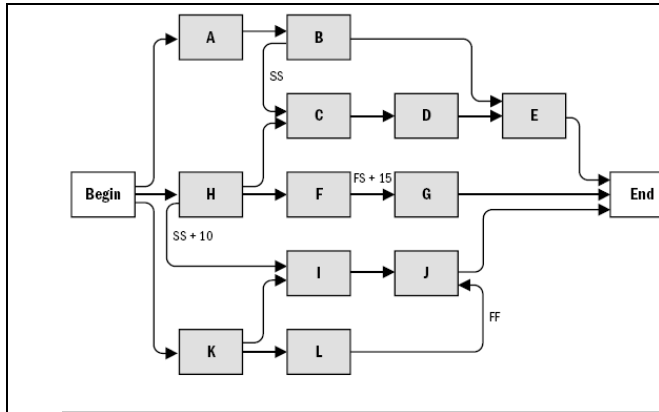 A B
SS
C D E
FS + 15
Begin H F G End
SS + 10
I J
FF
K L